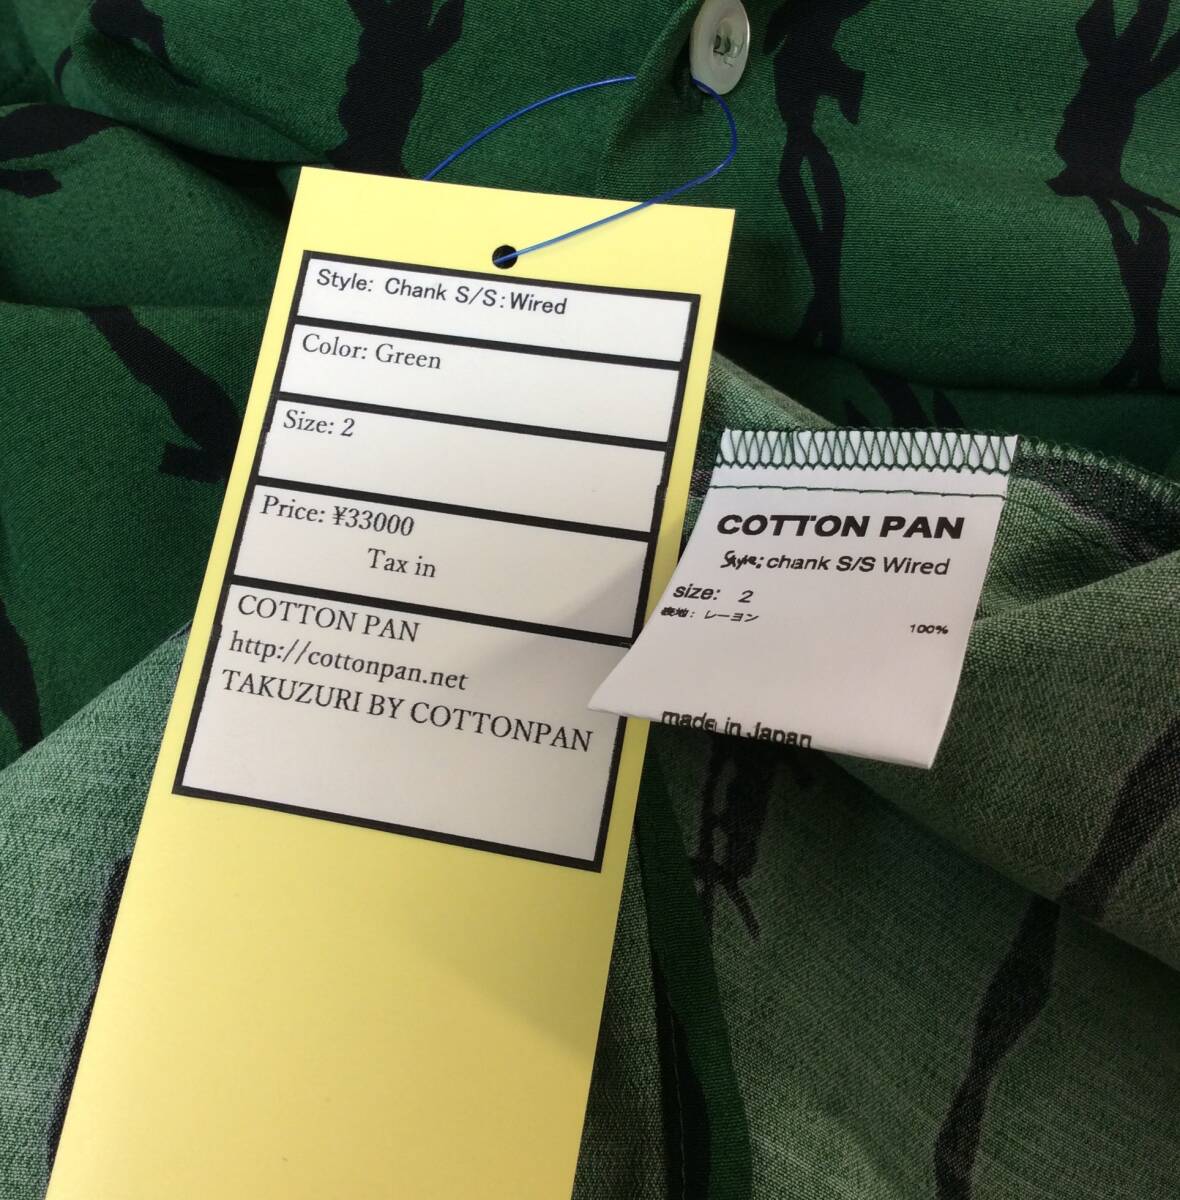 Style: Chank S/S:Wired
Color: Green
Size: 2
Price: ¥33000
Tax in
COTTON PAN
http://cottonpan.net
TAKUZURI BY COTTONPAN
COTTON PAN
Style: chank S/S Wired
size: 2
表地: レーヨン 100%
made in Japan